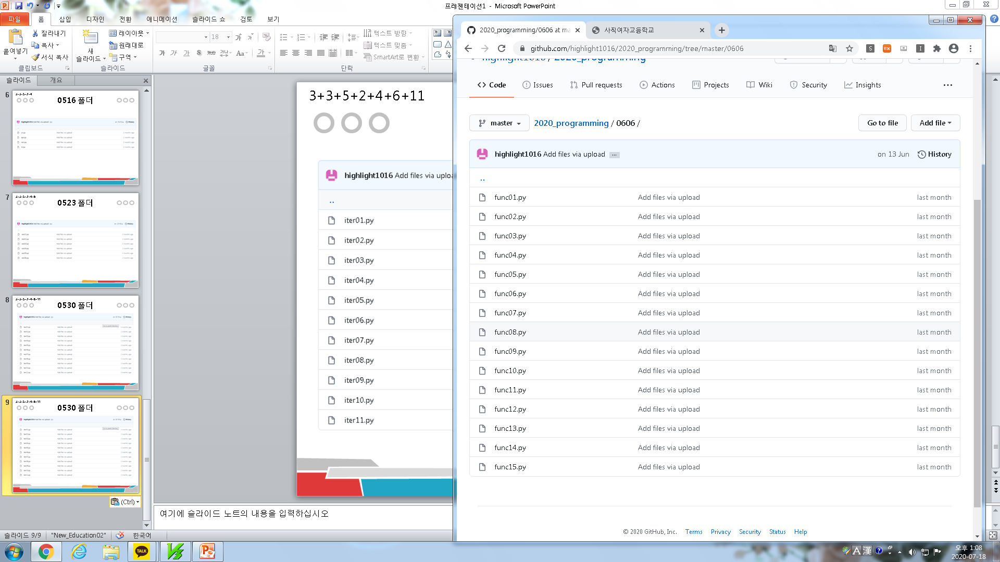 프레젠테이션1 - Microsoft PowerPoint
파일 홈 삽입 디자인 전환 애니메이션 슬라이드 쇼 검토 보기
붙여넣기
잘라내기
복사
서식 복사
클립보드
새 슬라이드
레이아웃
원래대로
구역
슬라이드
18
가 가 가 S 가 Aa 가
글꼴
텍스트 방향
텍스트 맞춤
SmartArt로 변환
단락
슬라이드 개요
6
0516 폴더
7
0523 폴더
8
0530 폴더
9
0530 폴더
(Ctrl)
3+3+5+2+4+6+11
highlight1016 Add files via uploa
..
iter01.py
iter02.py
iter03.py
iter04.py
iter05.py
iter06.py
iter07.py
iter08.py
iter09.py
iter10.py
iter11.py
여기에 슬라이드 노트의 내용을 입력하십시오
슬라이드 9/9 "New_Education02" 한국어
2020_programming/0606 at ma
사직여자고등학교
github.com/highlight1016/2020_programming/tree/master/0606
highlight1016 / 2020_programming
Code Issues Pull requests Actions Projects Wiki Security Insights
master 2020_programming / 0606 / Go to file Add file
highlight1016 Add files via upload ... on 13 Jun History
..
func01.py Add files via upload last month
func02.py Add files via upload last month
func03.py Add files via upload last month
func04.py Add files via upload last month
func05.py Add files via upload last month
func06.py Add files via upload last month
func07.py Add files via upload last month
func08.py Add files via upload last month
func09.py Add files via upload last month
func10.py Add files via upload last month
func11.py Add files via upload last month
func12.py Add files via upload last month
func13.py Add files via upload last month
func14.py Add files via upload last month
func15.py Add files via upload last month
© 2020 GitHub, Inc. Terms Privacy Security Status Help
TALK
A 漢
오후 1:08
2020-07-18